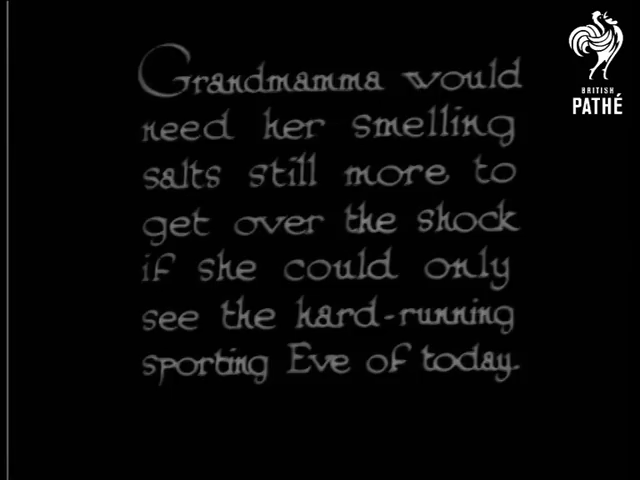 Grandmamma would
need her smelling
salts still more to
get over the shock
if she could only
see the hard-running
sporting Eve of today.
BRITISH
PATHÉ